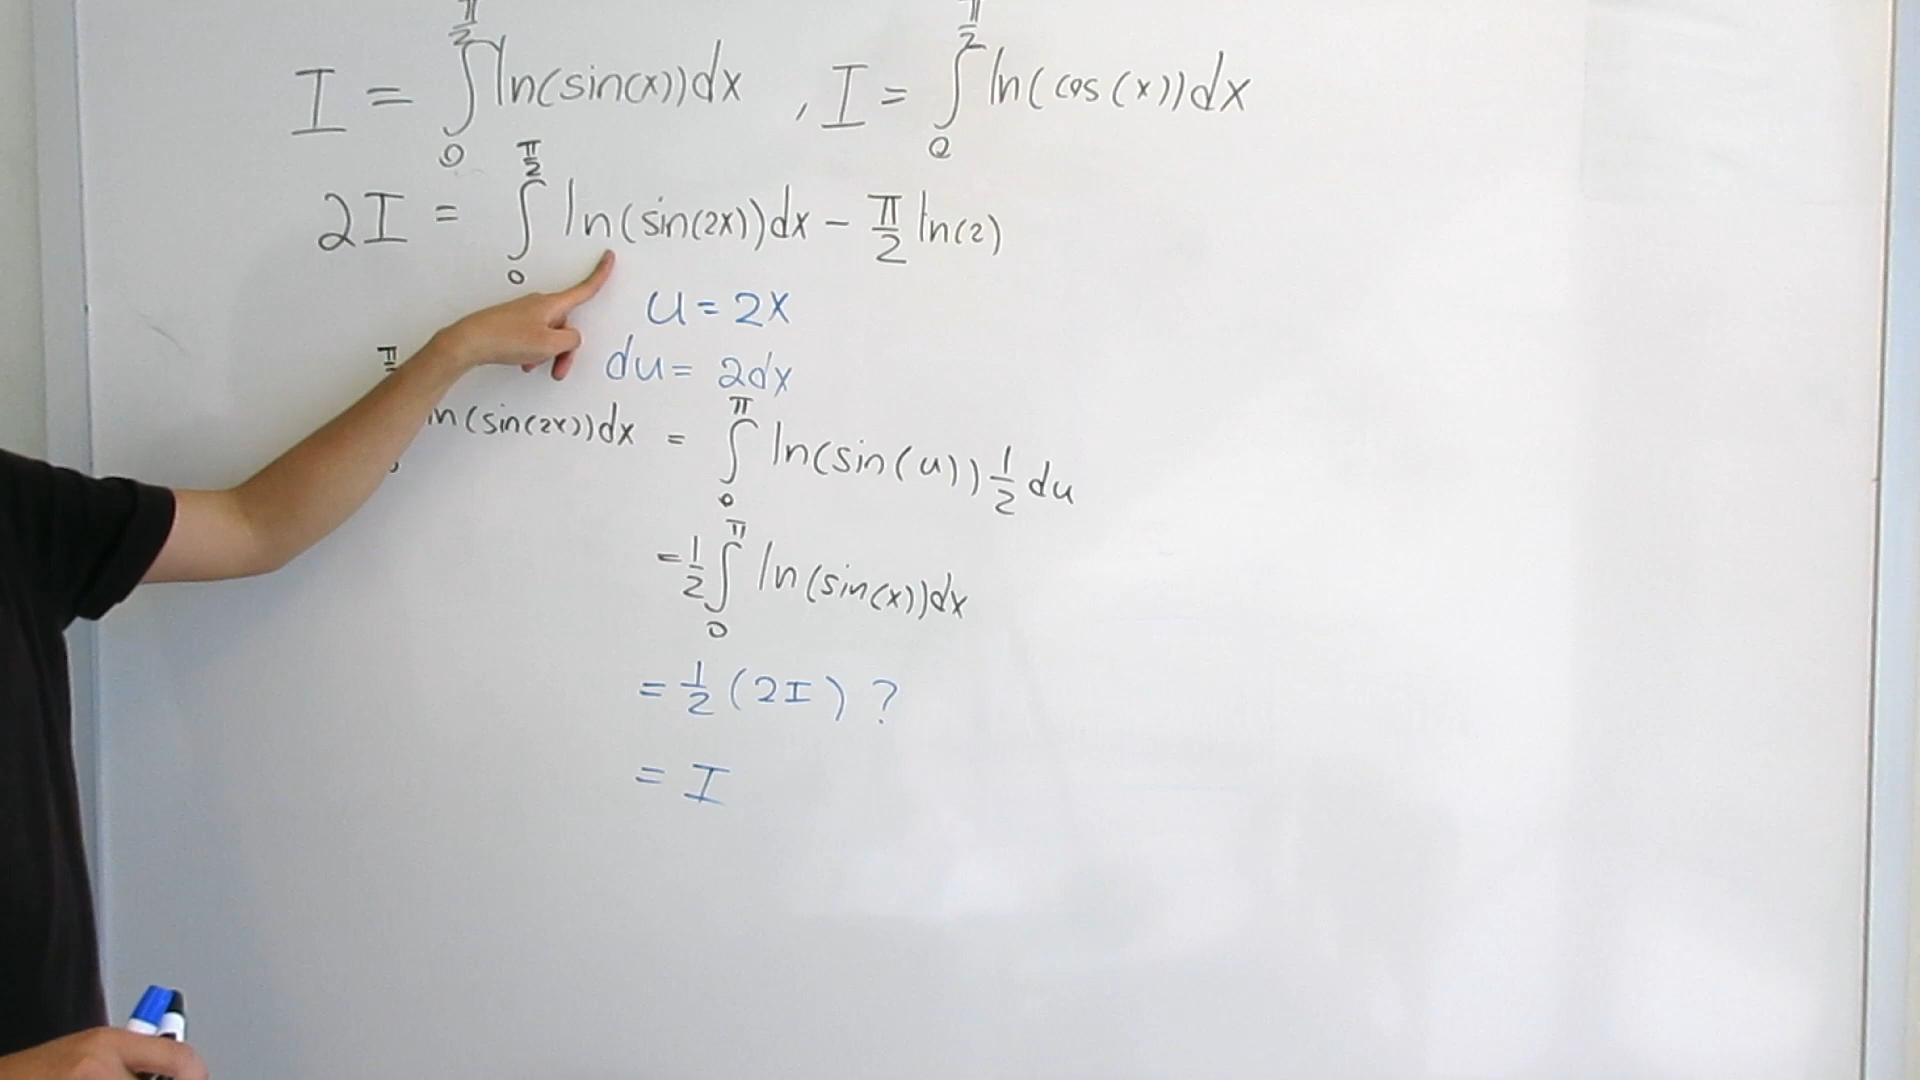 I = ∫₀^(π/2) ln(sin(x))dx , I = ∫₀^(π/2) ln(cos(x))dx
2I = ∫₀^(π/2) ln(sin(2x))dx - π/2 ln(2)
u = 2x
du = 2dx
ln(sin(2x))dx = ∫₀^π ln(sin(u)) 1/2 du
= 1/2 ∫₀^π ln(sin(x))dx
= 1/2 (2I) ?
= I